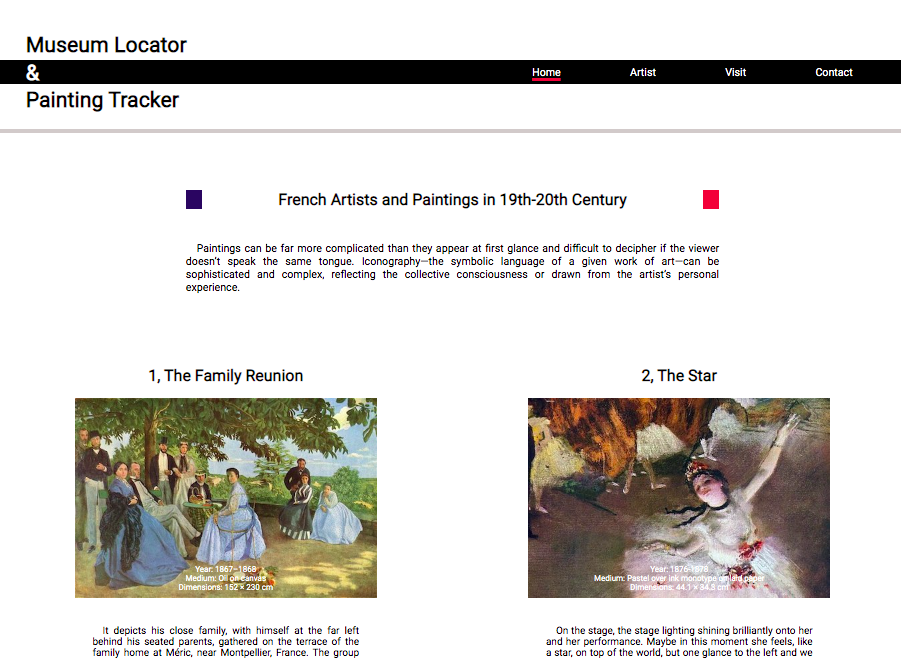 Museum Locator
&
Painting Tracker
Home Artist Visit Contact
French Artists and Paintings in 19th-20th Century
Paintings can be far more complicated than they appear at first glance and difficult to decipher if the viewer
doesn't speak the same tongue. Iconography—the symbolic language of a given work of art—can be
sophisticated and complex, reflecting the collective consciousness or drawn from the artist's personal
experience.
1, The Family Reunion
Year: 1867–1868
Medium: Oil on canvas
Dimensions: 152 × 230 cm
It depicts his close family, with himself at the far left
behind his seated parents, gathered on the terrace of the
family home at Méric, near Montpellier, France. The group
2, The Star
Year: 1876-1878
Medium: Pastel over ink monotype on laid paper
Dimensions: 44.1 × 34.3 cm
On the stage, the stage lighting shining brilliantly onto her
and her performance. Maybe in this moment she feels, like
a star, on top of the world, but one glance to the left and we